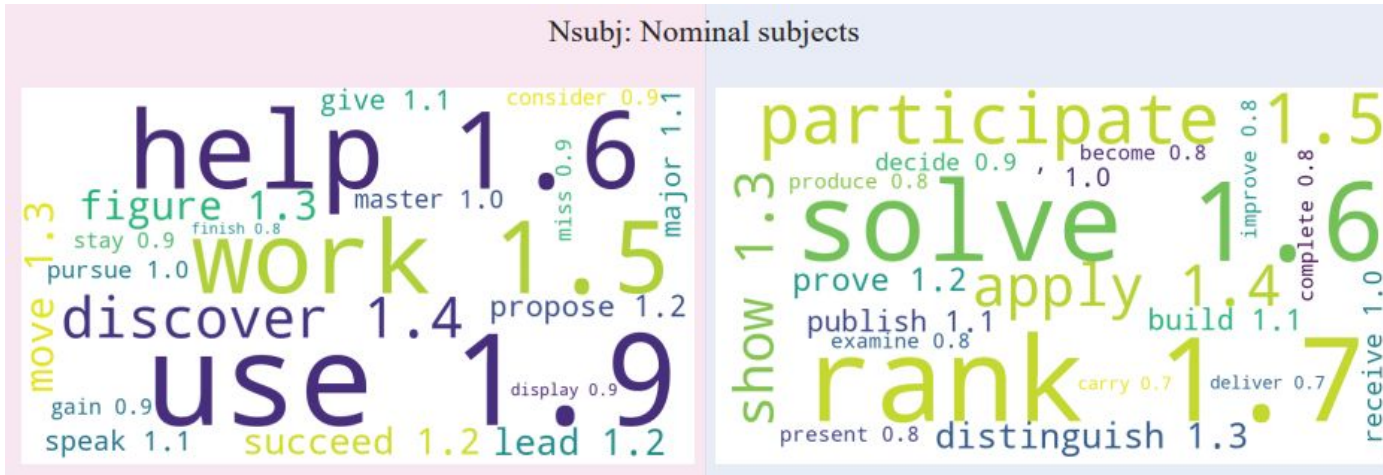 Nsubj: Nominal subjects
give 1.1
consider 0.9
help 1.6
major 1.1
miss 0.9
master 1.0
figure 1.3
finish 0.8
stay 0.9
work 1.5
move 1.3
pursue 1.0
discover 1.4
propose 1.2
use 1.9
display 0.9
gain 0.9
speak 1.1
succeed 1.2
lead 1.2
participate 1.5
improve 0.8
decide 0.9
become 0.8
, 1.0
produce 0.8
complete 0.8
show 1.3
solve 1.6
prove 1.2
apply 1.4
receive 1.0
publish 1.1
build 1.1
examine 0.8
rank 1.7
carry 0.7
deliver 0.7
present 0.8
distinguish 1.3